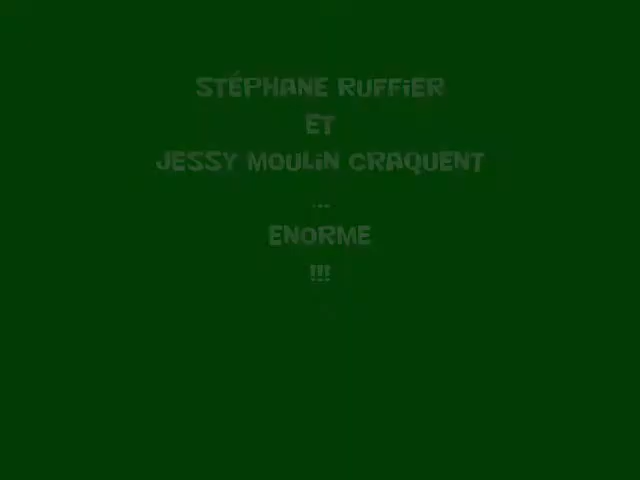 STÉPHANE RUFFiER
ET
JESSY MOULiN CRAQUENT
...
ENORME
!!!